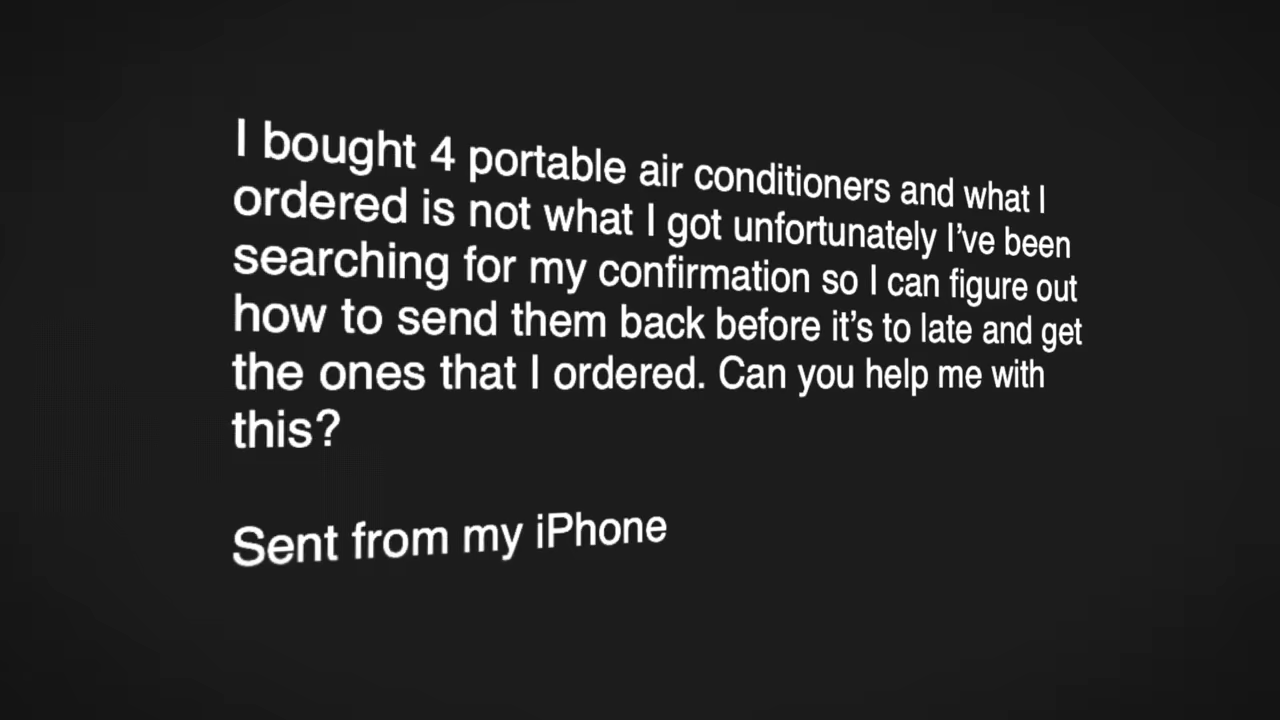 I bought 4 portable air conditioners and what I
ordered is not what I got unfortunately I’ve been
searching for my confirmation so I can figure out
how to send them back before it’s to late and get
the ones that I ordered. Can you help me with
this?
Sent from my iPhone